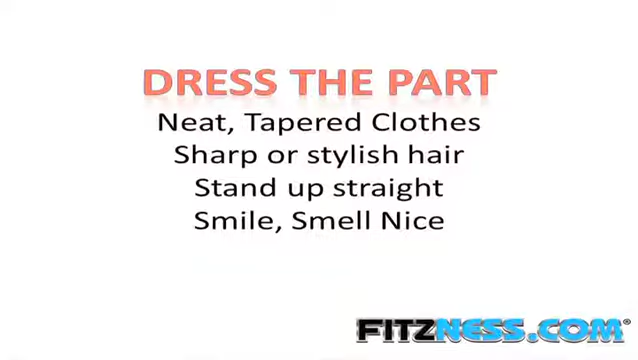 DRESS THE PART
Neat, Tapered Clothes
Sharp or stylish hair
Stand up straight
Smile, Smell Nice
FITZNESS.COM®